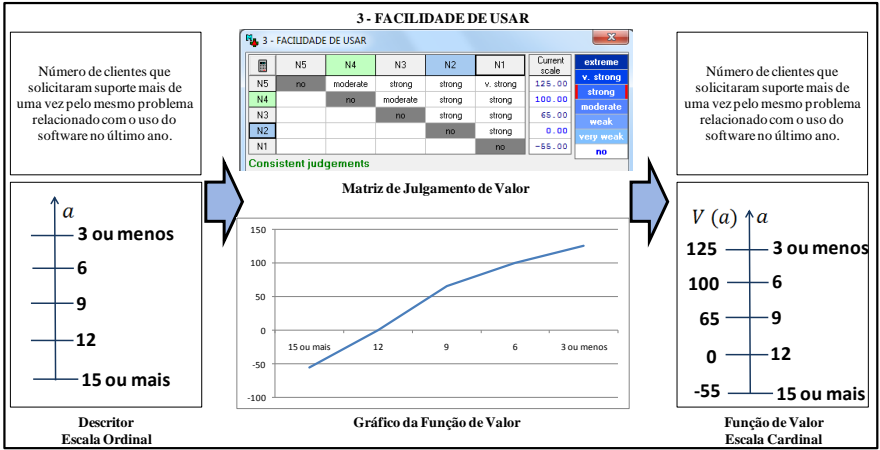 3 - FACILIDADE DE USAR
Número de clientes que
solicitaram suporte mais de
uma vez pelo mesmo problema
relacionado com o uso do
software no último ano.
a
3 ou menos
6
9
12
15 ou mais
Descritor
Escala Ordinal
3 - FACILIDADE DE USAR
N5 N4 N3 N2 N1 Current scale
N5 no moderate strong strong v. strong 125.00
N4 no moderate strong strong 100.00
N3 no strong strong 65.00
N2 no strong 0.00
N1 no -55.00
extreme
v. strong
strong
moderate
weak
very weak
no
Consistent judgements
Matriz de Julgamento de Valor
150
100
50
0
-50
-100
15 ou mais 12 9 6 3 ou menos
Gráfico da Função de Valor
Número de clientes que
solicitaram suporte mais de
uma vez pelo mesmo problema
relacionado com o uso do
software no último ano.
V (a) a
125 3 ou menos
100 6
65 9
0 12
-55 15 ou mais
Função de Valor
Escala Cardinal